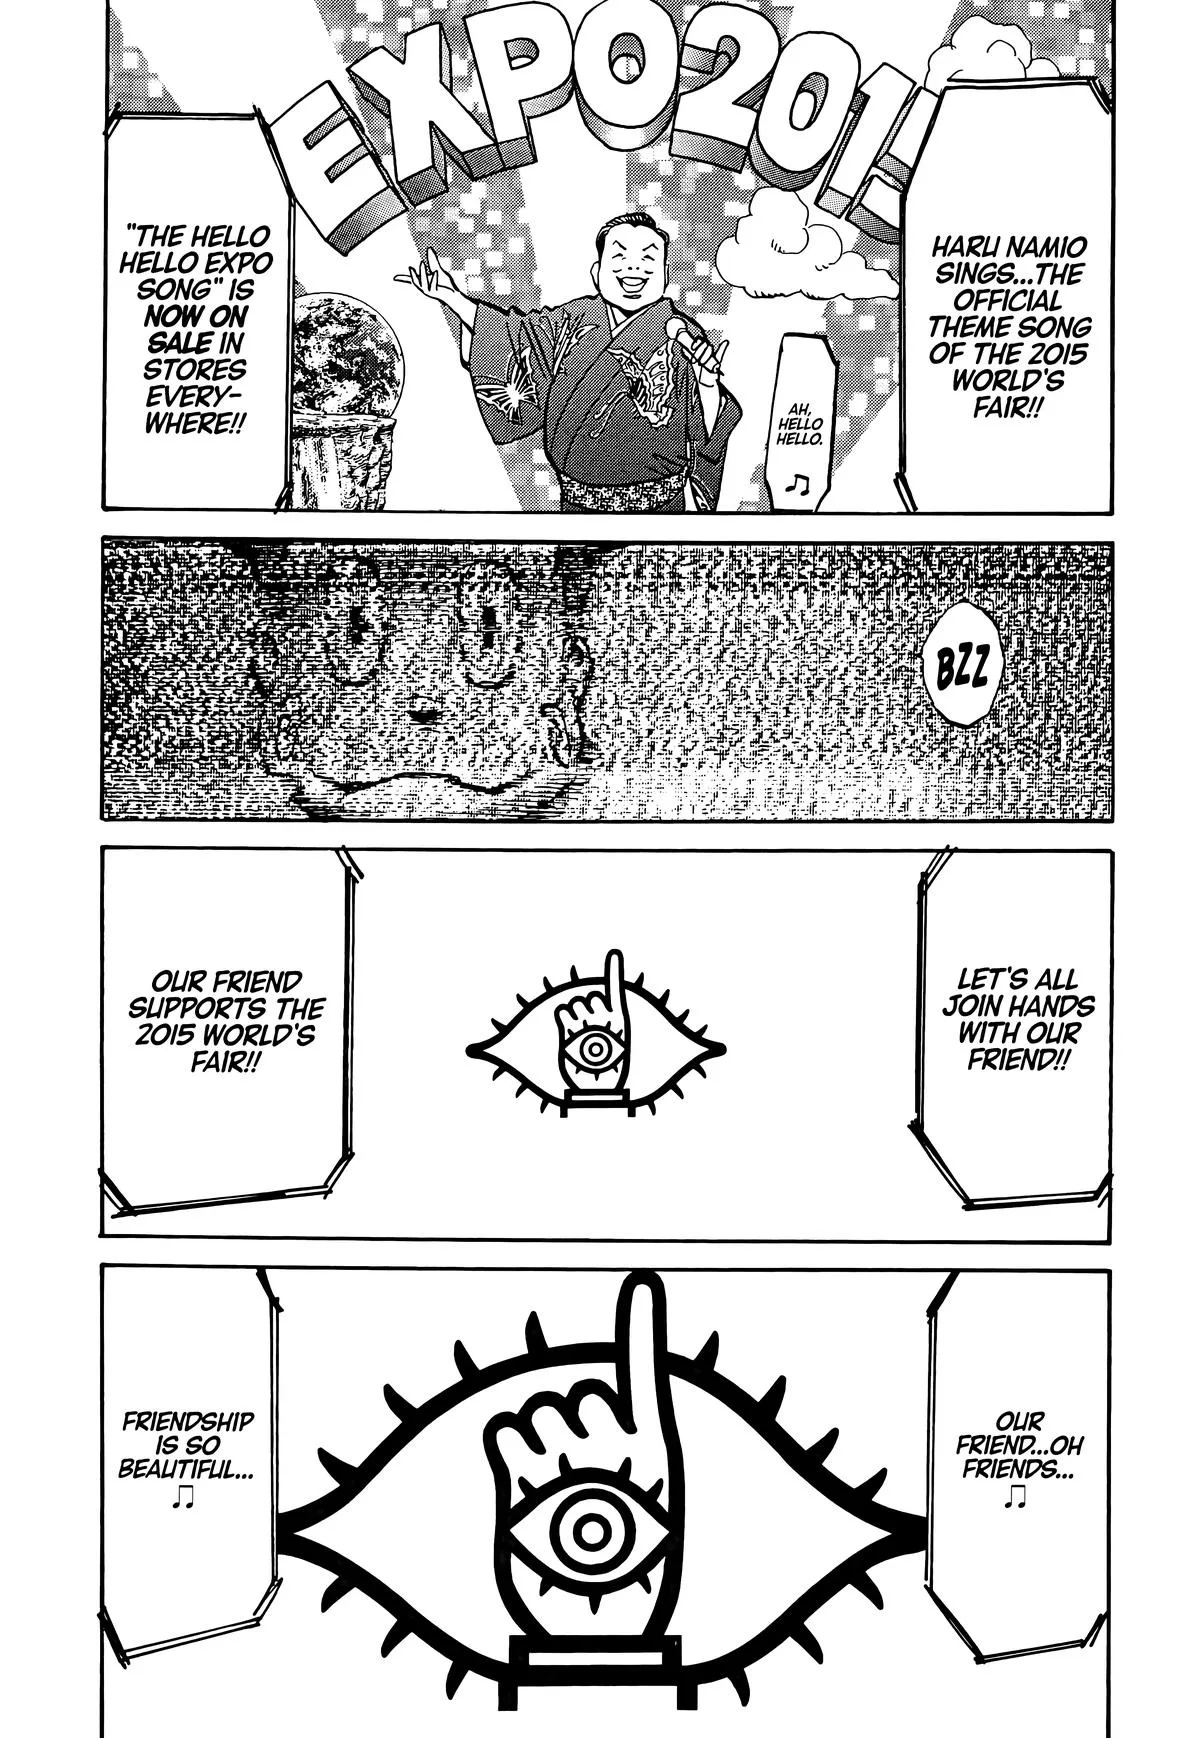 EXPO2015
HARU NAMIO
SINGS...THE
OFFICIAL
THEME SONG
OF THE 2015
WORLD'S
FAIR!!
AH,
HELLO
HELLO.
♫
"THE HELLO
HELLO EXPO
SONG" IS
NOW ON
SALE IN
STORES
EVERY-
WHERE!!
BZZ
LET'S ALL
JOIN HANDS
WITH OUR
FRIEND!!
OUR FRIEND
SUPPORTS THE
2015 WORLD'S
FAIR!!
OUR
FRIEND...OH
FRIENDS...
♫
FRIENDSHIP
IS SO
BEAUTIFUL...
♫